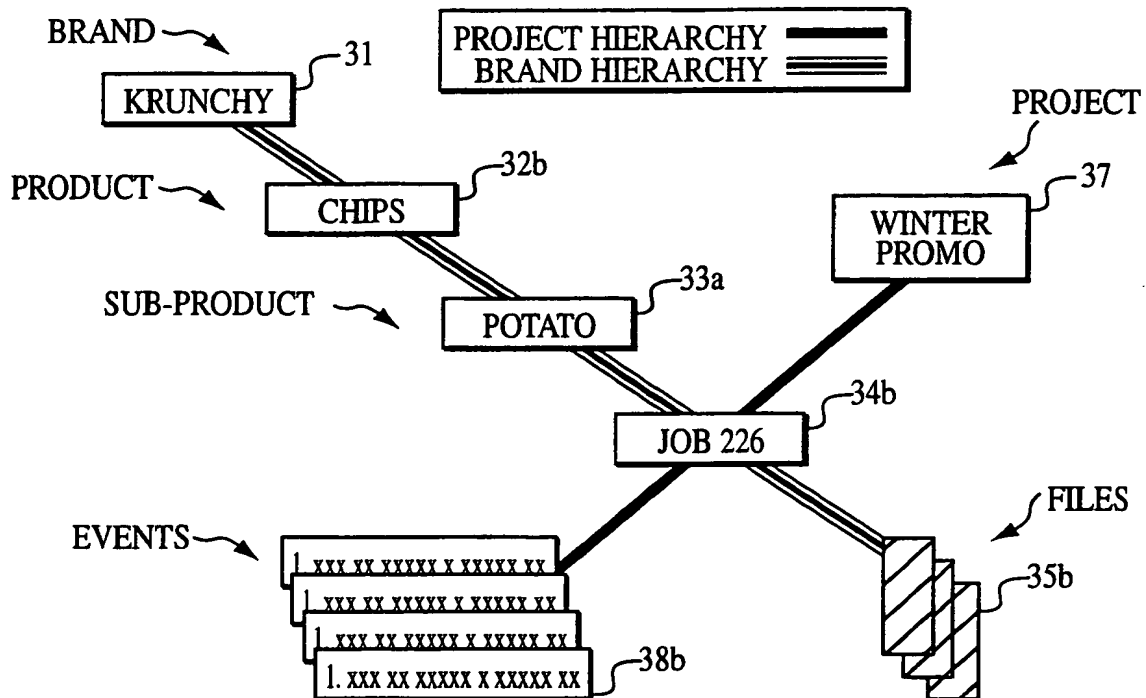 BRAND
31
KRUNCHY
PROJECT HIERARCHY
BRAND HIERARCHY
PROJECT
PRODUCT
32b
CHIPS
37
WINTER
PROMO
SUB-PRODUCT
33a
POTATO
34b
JOB 226
EVENTS
FILES
1. xxx xx xxxxx x xxxxx xx
1. xxx xx xxxxx x xxxxx xx
1. xxx xx xxxxx x xxxxx xx
1. xxx xx xxxxx x xxxxx xx
35b
38b